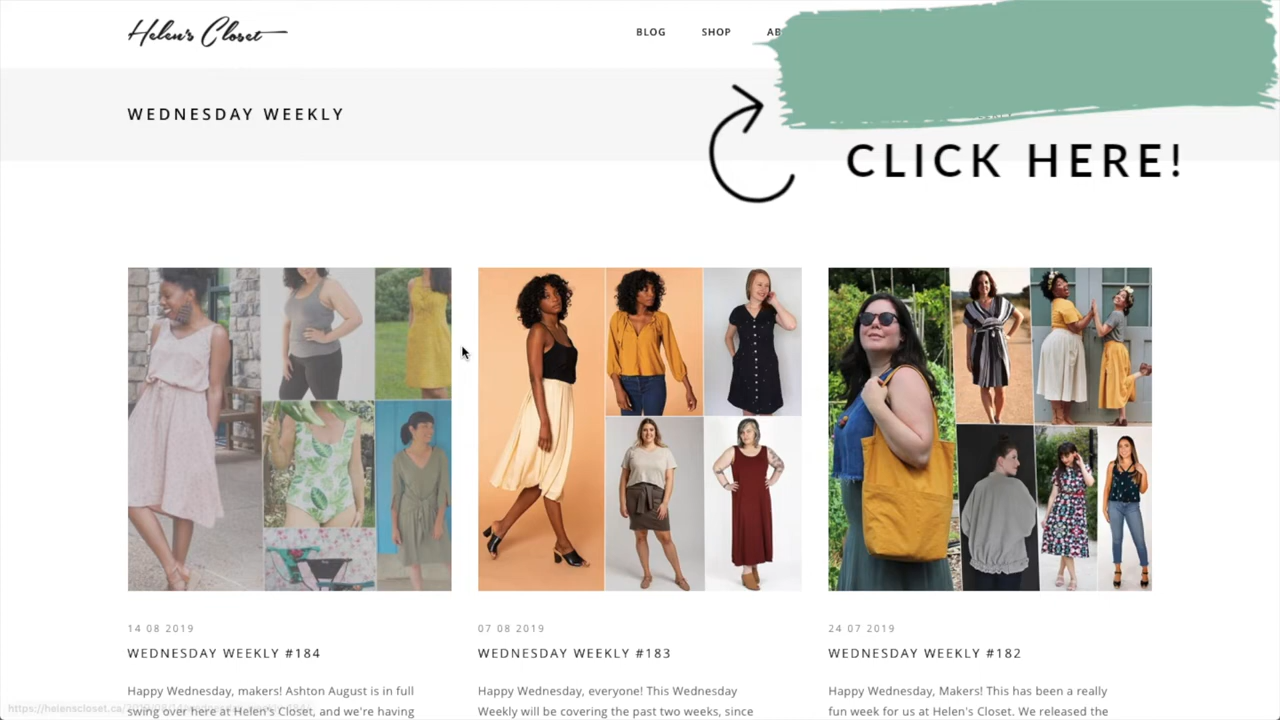 Helen's Closet
BLOG
SHOP
WEDNESDAY WEEKLY
CLICK HERE!
14 08 2019
07 08 2019
24 07 2019
WEDNESDAY WEEKLY #184
WEDNESDAY WEEKLY #183
WEDNESDAY WEEKLY #182
Happy Wednesday, makers! Ashton August is in full
swing over here at Helen's Closet, and we're having
Happy Wednesday, everyone! This Wednesday
Weekly will be covering the past two weeks, since
Happy Wednesday, Makers! This has been a really
fun week for us at Helen's Closet. We released the